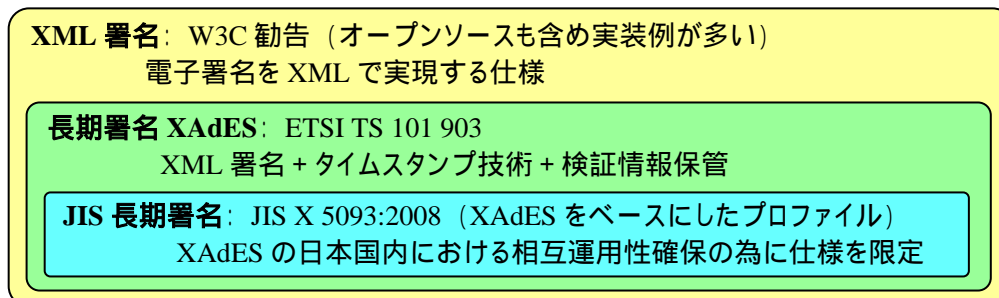 XML 署名: W3C 勧告（オープンソースも含め実装例が多い）
電子署名を XML で実現する仕様
長期署名 XAdES: ETSI TS 101 903
XML 署名 + タイムスタンプ技術 + 検証情報保管
JIS 長期署名: JIS X 5093:2008（XAdES をベースにしたプロファイル）
XAdES の日本国内における相互運用性確保の為に仕様を限定